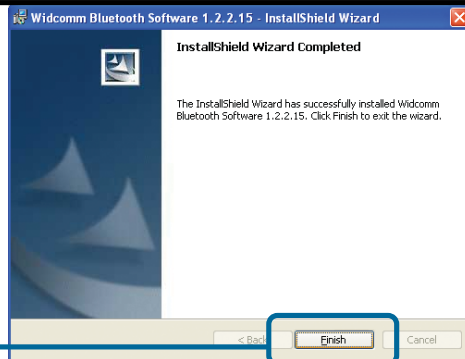 Widcomm Bluetooth Software 1.2.2.15 - InstallShield Wizard
InstallShield Wizard Completed
The InstallShield Wizard has successfully installed Widcomm
Bluetooth Software 1.2.2.15. Click Finish to exit the wizard.
< Back Finish Cancel